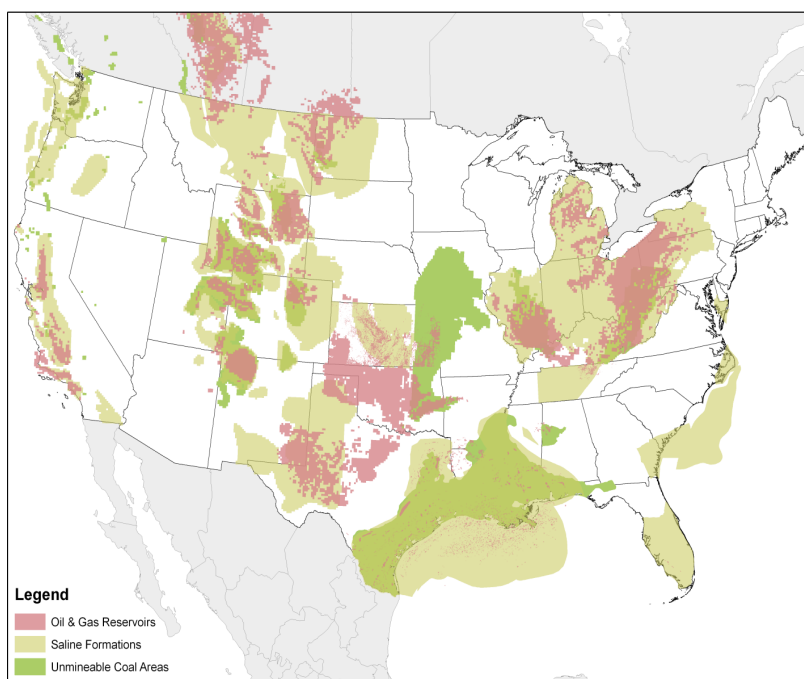 Legend
Oil & Gas Reservoirs
Saline Formations
Unmineable Coal Areas